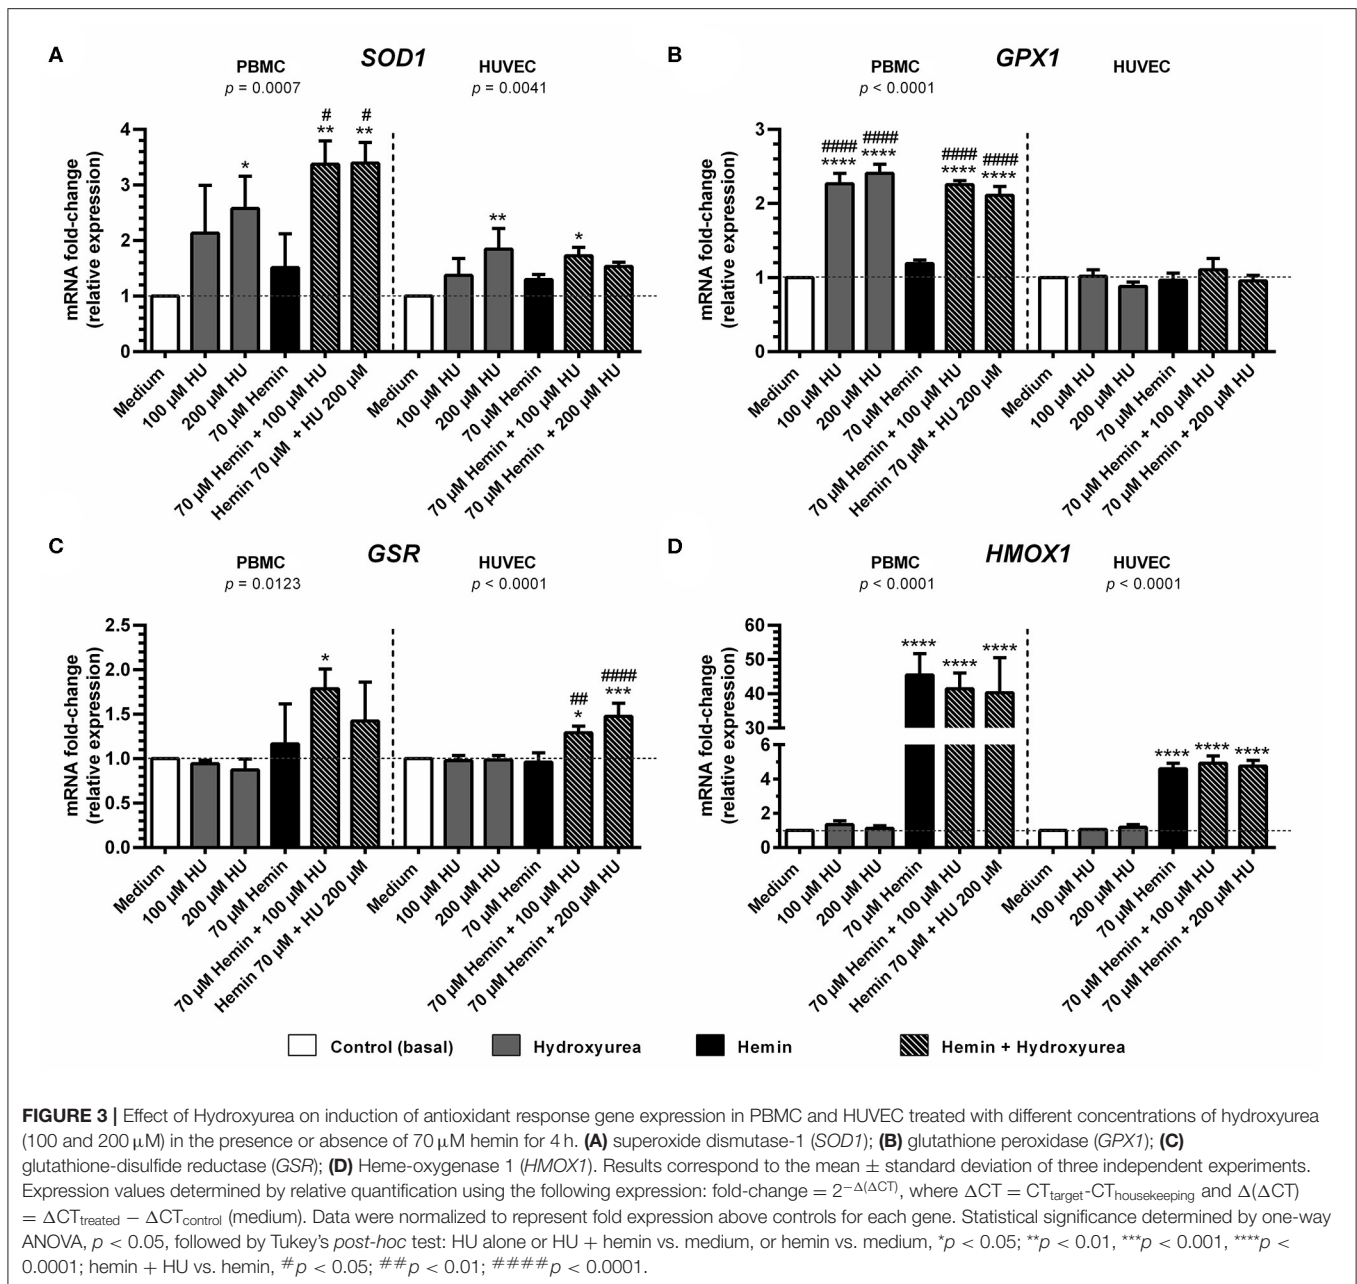 A
SOD1
PBMC
p = 0.0007
HUVEC
p = 0.0041
mRNA fold-change
(relative expression)
4
3
2
1
0
# #
* ** ** ** *
Medium
100 μM HU
200 μM HU
70 μM Hemin
70 μM Hemin + 100 μM HU
Hemin 70 μM + HU 200 μM
Medium
100 μM HU
200 μM HU
70 μM Hemin
70 μM Hemin + 100 μM HU
70 μM Hemin + 200 μM HU
B
GPX1
PBMC
p < 0.0001
HUVEC
mRNA fold-change
(relative expression)
3
2
1
0
#### #### #### ####
**** **** **** ****
Medium
100 μM HU
200 μM HU
70 μM Hemin
70 μM Hemin + 100 μM HU
Hemin 70 μM + HU 200 μM
Medium
100 μM HU
200 μM HU
70 μM Hemin
70 μM Hemin + 100 μM HU
70 μM Hemin + 200 μM HU
C
GSR
PBMC
p = 0.0123
HUVEC
p < 0.0001
mRNA fold-change
(relative expression)
2.5
2.0
1.5
1.0
0.5
0.0
## ####
* * ***
Medium
100 μM HU
200 μM HU
70 μM Hemin
70 μM Hemin + 100 μM HU
Hemin 70 μM + HU 200 μM
Medium
100 μM HU
200 μM HU
70 μM Hemin
70 μM Hemin + 100 μM HU
70 μM Hemin + 200 μM HU
D
HMOX1
PBMC
p < 0.0001
HUVEC
p < 0.0001
mRNA fold-change
(relative expression)
60
50
40
30
6
4
2
0
**** **** **** **** **** ****
Medium
100 μM HU
200 μM HU
70 μM Hemin
70 μM Hemin + 100 μM HU
Hemin 70 μM + HU 200 μM
Medium
100 μM HU
200 μM HU
70 μM Hemin
70 μM Hemin + 100 μM HU
70 μM Hemin + 200 μM HU
Control (basal) Hydroxyurea Hemin Hemin + Hydroxyurea
FIGURE 3 | Effect of Hydroxyurea on induction of antioxidant response gene expression in PBMC and HUVEC treated with different concentrations of hydroxyurea
(100 and 200 μM) in the presence or absence of 70 μM hemin for 4 h. (A) superoxide dismutase-1 (SOD1); (B) glutathione peroxidase (GPX1); (C)
glutathione-disulfide reductase (GSR); (D) Heme-oxygenase 1 (HMOX1). Results correspond to the mean ± standard deviation of three independent experiments.
Expression values determined by relative quantification using the following expression: fold-change = 2^−Δ(ΔCT), where ΔCT = CTtarget-CThousekeeping and Δ(ΔCT)
= ΔCTtreated − ΔCTcontrol (medium). Data were normalized to represent fold expression above controls for each gene. Statistical significance determined by one-way
ANOVA, p < 0.05, followed by Tukey's post-hoc test: HU alone or HU + hemin vs. medium, or hemin vs. medium, *p < 0.05; **p < 0.01, ***p < 0.001, ****p <
0.0001; hemin + HU vs. hemin, #p < 0.05; ##p < 0.01; ####p < 0.0001.